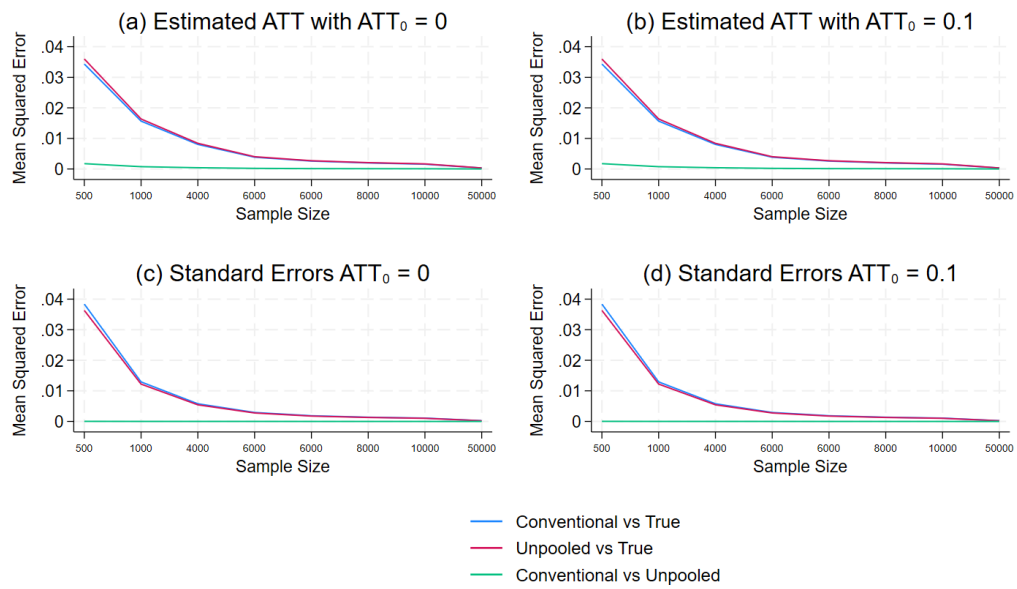 (a) Estimated ATT with ATT₀ = 0
Mean Squared Error
.04
.03
.02
.01
0
500 1000 4000 6000 6000 8000 10000 50000
Sample Size
(b) Estimated ATT with ATT₀ = 0.1
Mean Squared Error
.04
.03
.02
.01
0
500 1000 4000 6000 6000 8000 10000 50000
Sample Size
(c) Standard Errors ATT₀ = 0
Mean Squared Error
.04
.03
.02
.01
0
500 1000 4000 6000 6000 8000 10000 50000
Sample Size
(d) Standard Errors ATT₀ = 0.1
Mean Squared Error
.04
.03
.02
.01
0
500 1000 4000 6000 6000 8000 10000 50000
Sample Size
Conventional vs True
Unpooled vs True
Conventional vs Unpooled